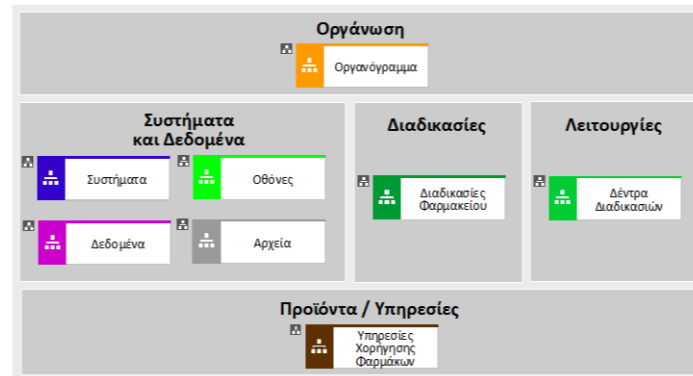 Οργάνωση
Οργανόγραμμα
Συστήματα
και Δεδομένα
Συστήματα
Οθόνες
Δεδομένα
Αρχεία
Διαδικασίες
Διαδικασίες
Φαρμακείου
Λειτουργίες
Δέντρα
Διαδικασιών
Προϊόντα / Υπηρεσίες
Υπηρεσίες
Χορήγησης
Φαρμάκων